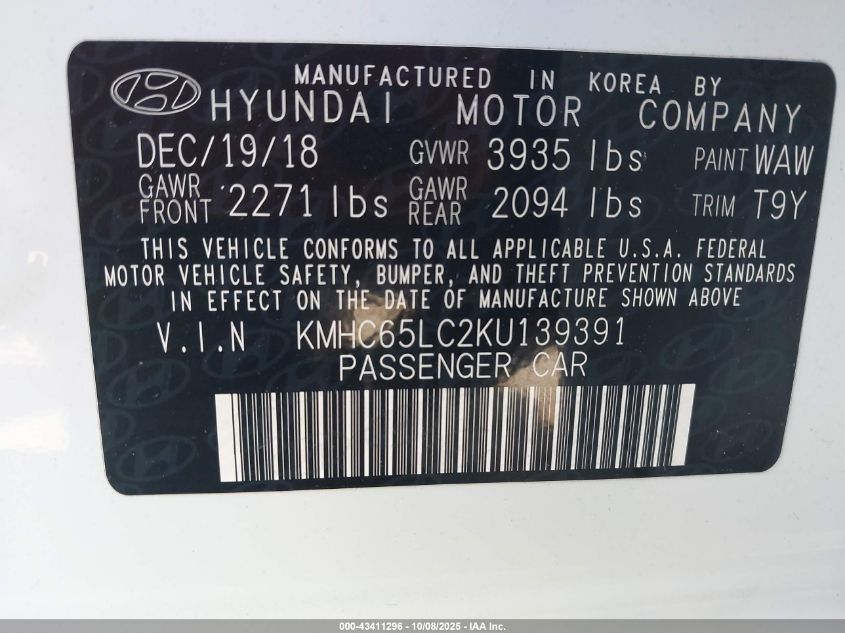 MANUFACTURED IN KOREA BY
HYUNDAI MOTOR COMPANY
DEC/19/18 GVWR 3935 lbs PAINT WAW
GAWR FRONT 2271 lbs GAWR REAR 2094 lbs TRIM T9Y
THIS VEHICLE CONFORMS TO ALL APPLICABLE U.S.A. FEDERAL
MOTOR VEHICLE SAFETY, BUMPER, AND THEFT PREVENTION STANDARDS
IN EFFECT ON THE DATE OF MANUFACTURE SHOWN ABOVE
V.I.N KMHC65LC2KU139391
PASSENGER CAR
000-43411296 - 10/08/2025 - IAA Inc.